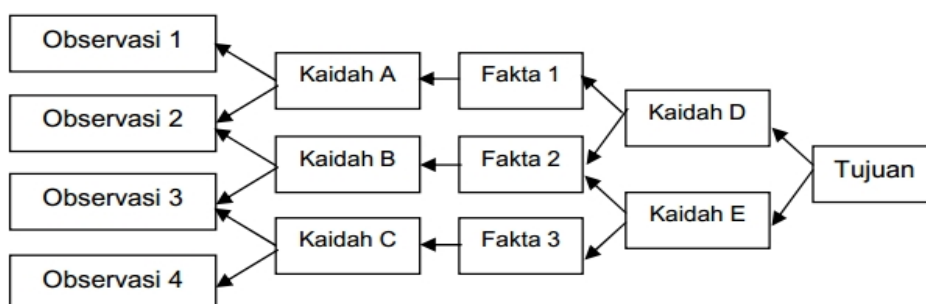 Observasi 1
Observasi 2
Observasi 3
Observasi 4
Kaidah A
Kaidah B
Kaidah C
Fakta 1
Fakta 2
Fakta 3
Kaidah D
Kaidah E
Tujuan